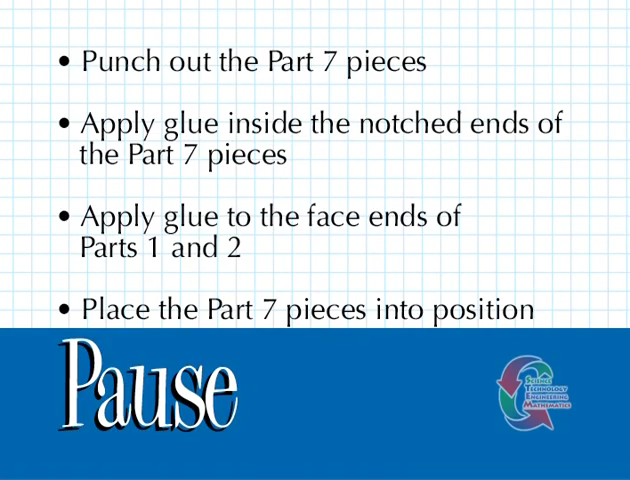 • Punch out the Part 7 pieces
• Apply glue inside the notched ends of
the Part 7 pieces
• Apply glue to the face ends of
Parts 1 and 2
• Place the Part 7 pieces into position
Pause
Science
Technology
Engineering
Mathematics